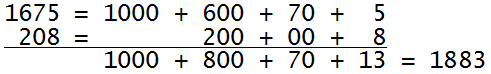 1675 = 1000 + 600 + 70 + 5
208 = 200 + 00 + 8
1000 + 800 + 70 + 13 = 1883